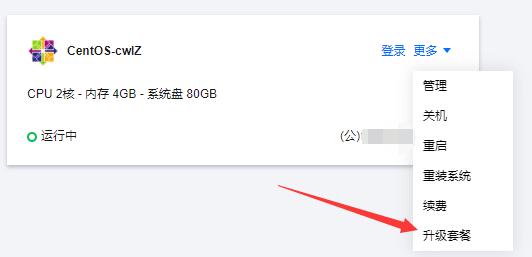 CentOS-cwlZ
登录 更多
CPU 2核 - 内存 4GB - 系统盘 80GB
运行中
(公)
管理
关机
重启
重装系统
续费
升级套餐